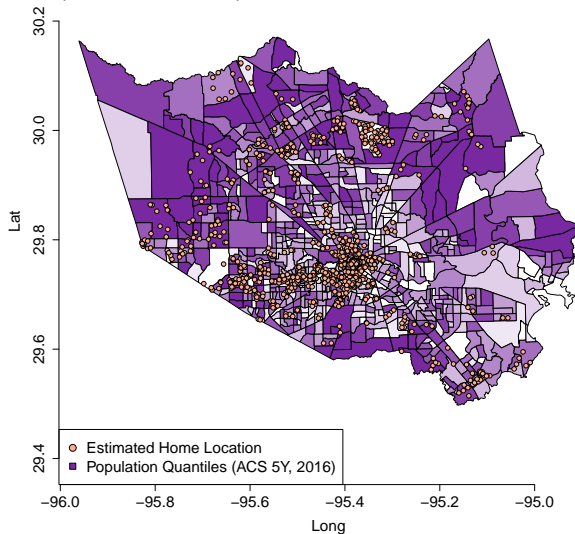 30.2
30.0
29.8
29.6
29.4
Lat
Estimated Home Location
Population Quantiles (ACS 5Y, 2016)
−96.0 −95.8 −95.6 −95.4 −95.2 −95.0
Long